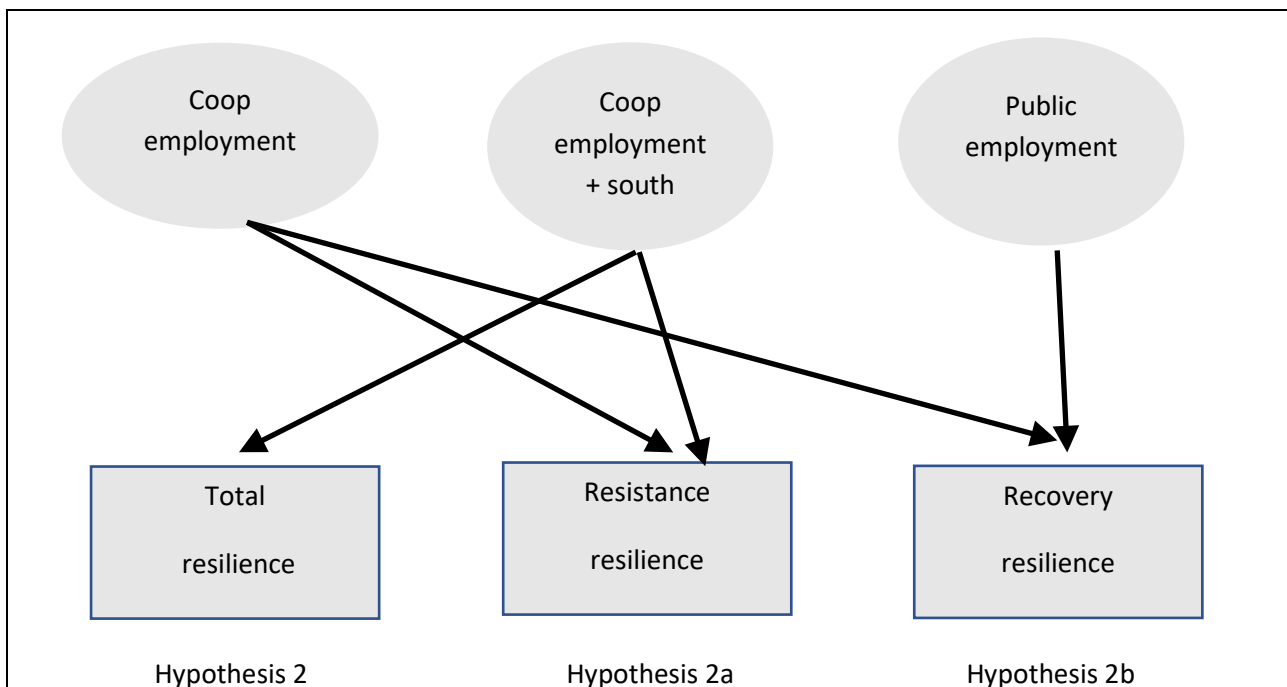 Coop
employment
Coop
employment
+ south
Public
employment
Total
resilience
Resistance
resilience
Recovery
resilience
Hypothesis 2
Hypothesis 2a
Hypothesis 2b